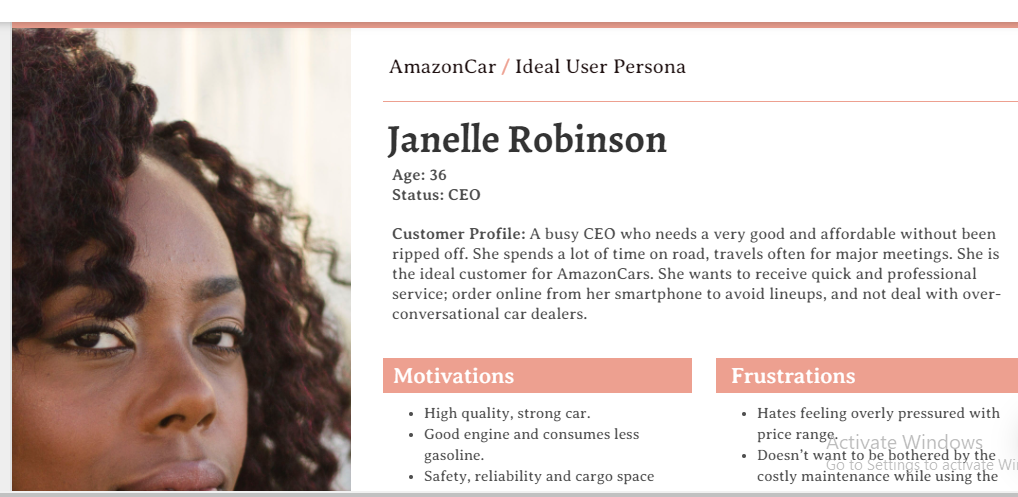 AmazonCar / Ideal User Persona
Janelle Robinson
Age: 36
Status: CEO
Customer Profile: A busy CEO who needs a very good and affordable without been
ripped off. She spends a lot of time on road, travels often for major meetings. She is
the ideal customer for AmazonCars. She wants to receive quick and professional
service; order online from her smartphone to avoid lineups, and not deal with over-
conversational car dealers.
Motivations
• High quality, strong car.
• Good engine and consumes less
gasoline.
• Safety, reliability and cargo space
Frustrations
• Hates feeling overly pressured with
price range.
• Doesn't want to be bothered by the
costly maintenance while using the
Activate Windows
Go to Settings to activate Wi